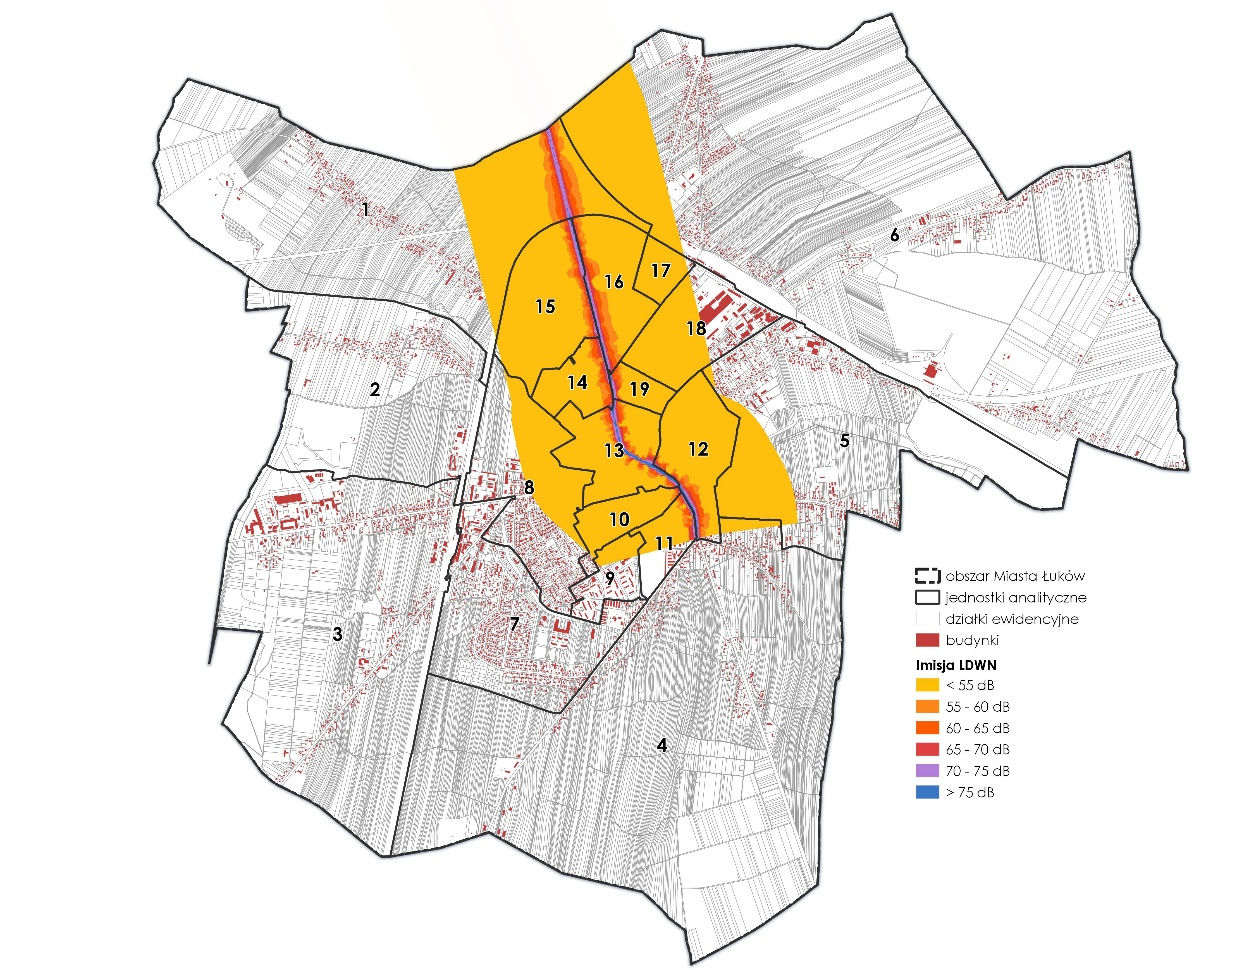 1
6
17
16
15
18
14
19
2
5
13
12
8
10
11
9
7
3
4
obszar Miasta Łuków
jednostki analityczne
działki ewidencyjne
budynki
Imisja LDWN
< 55 dB
55 - 60 dB
60 - 65 dB
65 - 70 dB
70 - 75 dB
> 75 dB